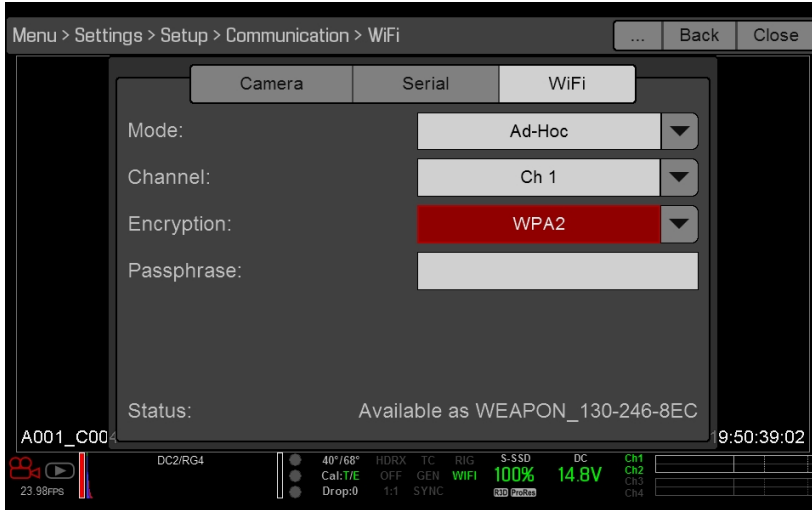 Menu > Settings > Setup > Communication > WiFi ... Back Close
Camera Serial WiFi
Mode: Ad-Hoc
Channel: Ch 1
Encryption: WPA2
Passphrase:
Status: Available as WEAPON_130-246-8EC
A001_C00 19:50:39:02
DC2/RG4 40°/68° HDRX TC RIG S-SSD DC Ch1
Cal:T/E OFF GEN WIFI 100% 14.8V Ch2
23.98FPS Drop:0 1:1 SYNC R3D ProRes Ch3
Ch4